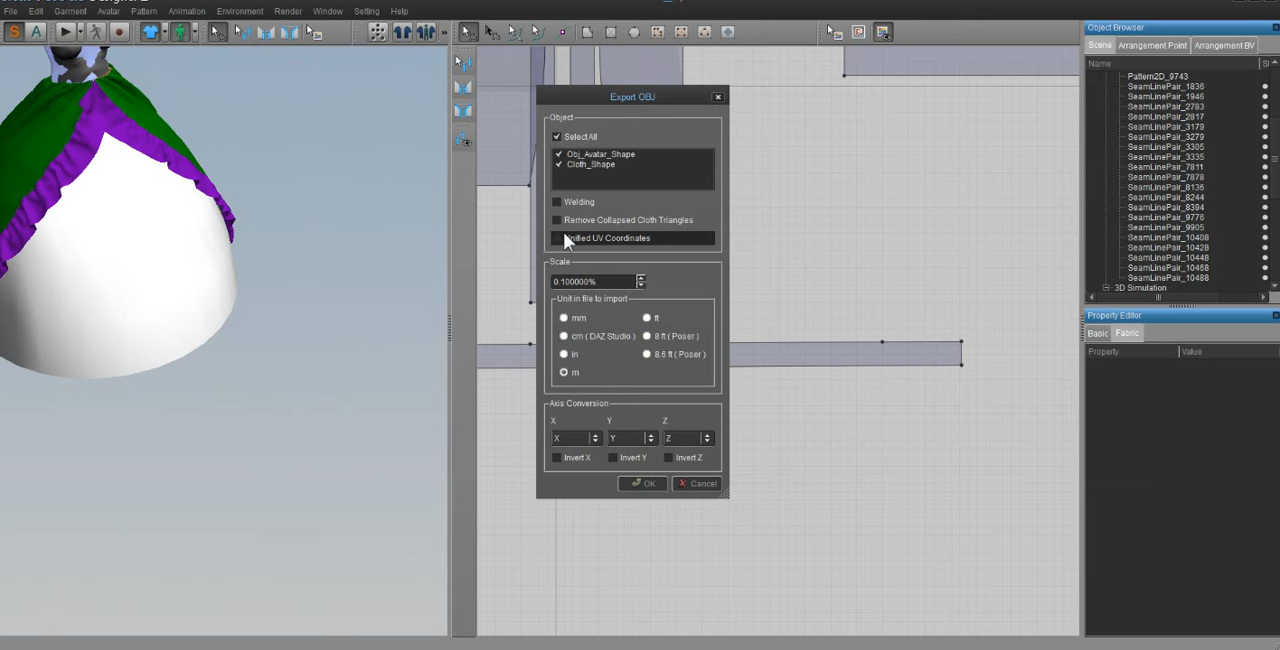 File Edit Garment Avatar Pattern Animation Environment Render Window Setting Help
S A
Object Browser
Scene Arrangement Point Arrangement BV
Name
Pattern2D_9743
SeamLinePair_1836
SeamLinePair_1946
SeamLinePair_2783
SeamLinePair_2817
SeamLinePair_3179
SeamLinePair_3279
SeamLinePair_3305
SeamLinePair_3335
SeamLinePair_7811
SeamLinePair_7878
SeamLinePair_8136
SeamLinePair_8244
SeamLinePair_8394
SeamLinePair_9776
SeamLinePair_9905
SeamLinePair_10408
SeamLinePair_10428
SeamLinePair_10448
SeamLinePair_10468
SeamLinePair_10488
3D Simulation
Property Editor
Basic Fabric
Property Value
Export OBJ
Object
Select All
Obj_Avatar_Shape
Cloth_Shape
Welding
Remove Collapsed Cloth Triangles
UV Coordinates
Scale
0.100000%
Unit in file to import
mm ft
cm ( DAZ Studio ) 8 ft ( Poser )
in 8.6 ft ( Poser )
m
Axis Conversion
X Y Z
X Y Z
Invert X Invert Y Invert Z
OK Cancel